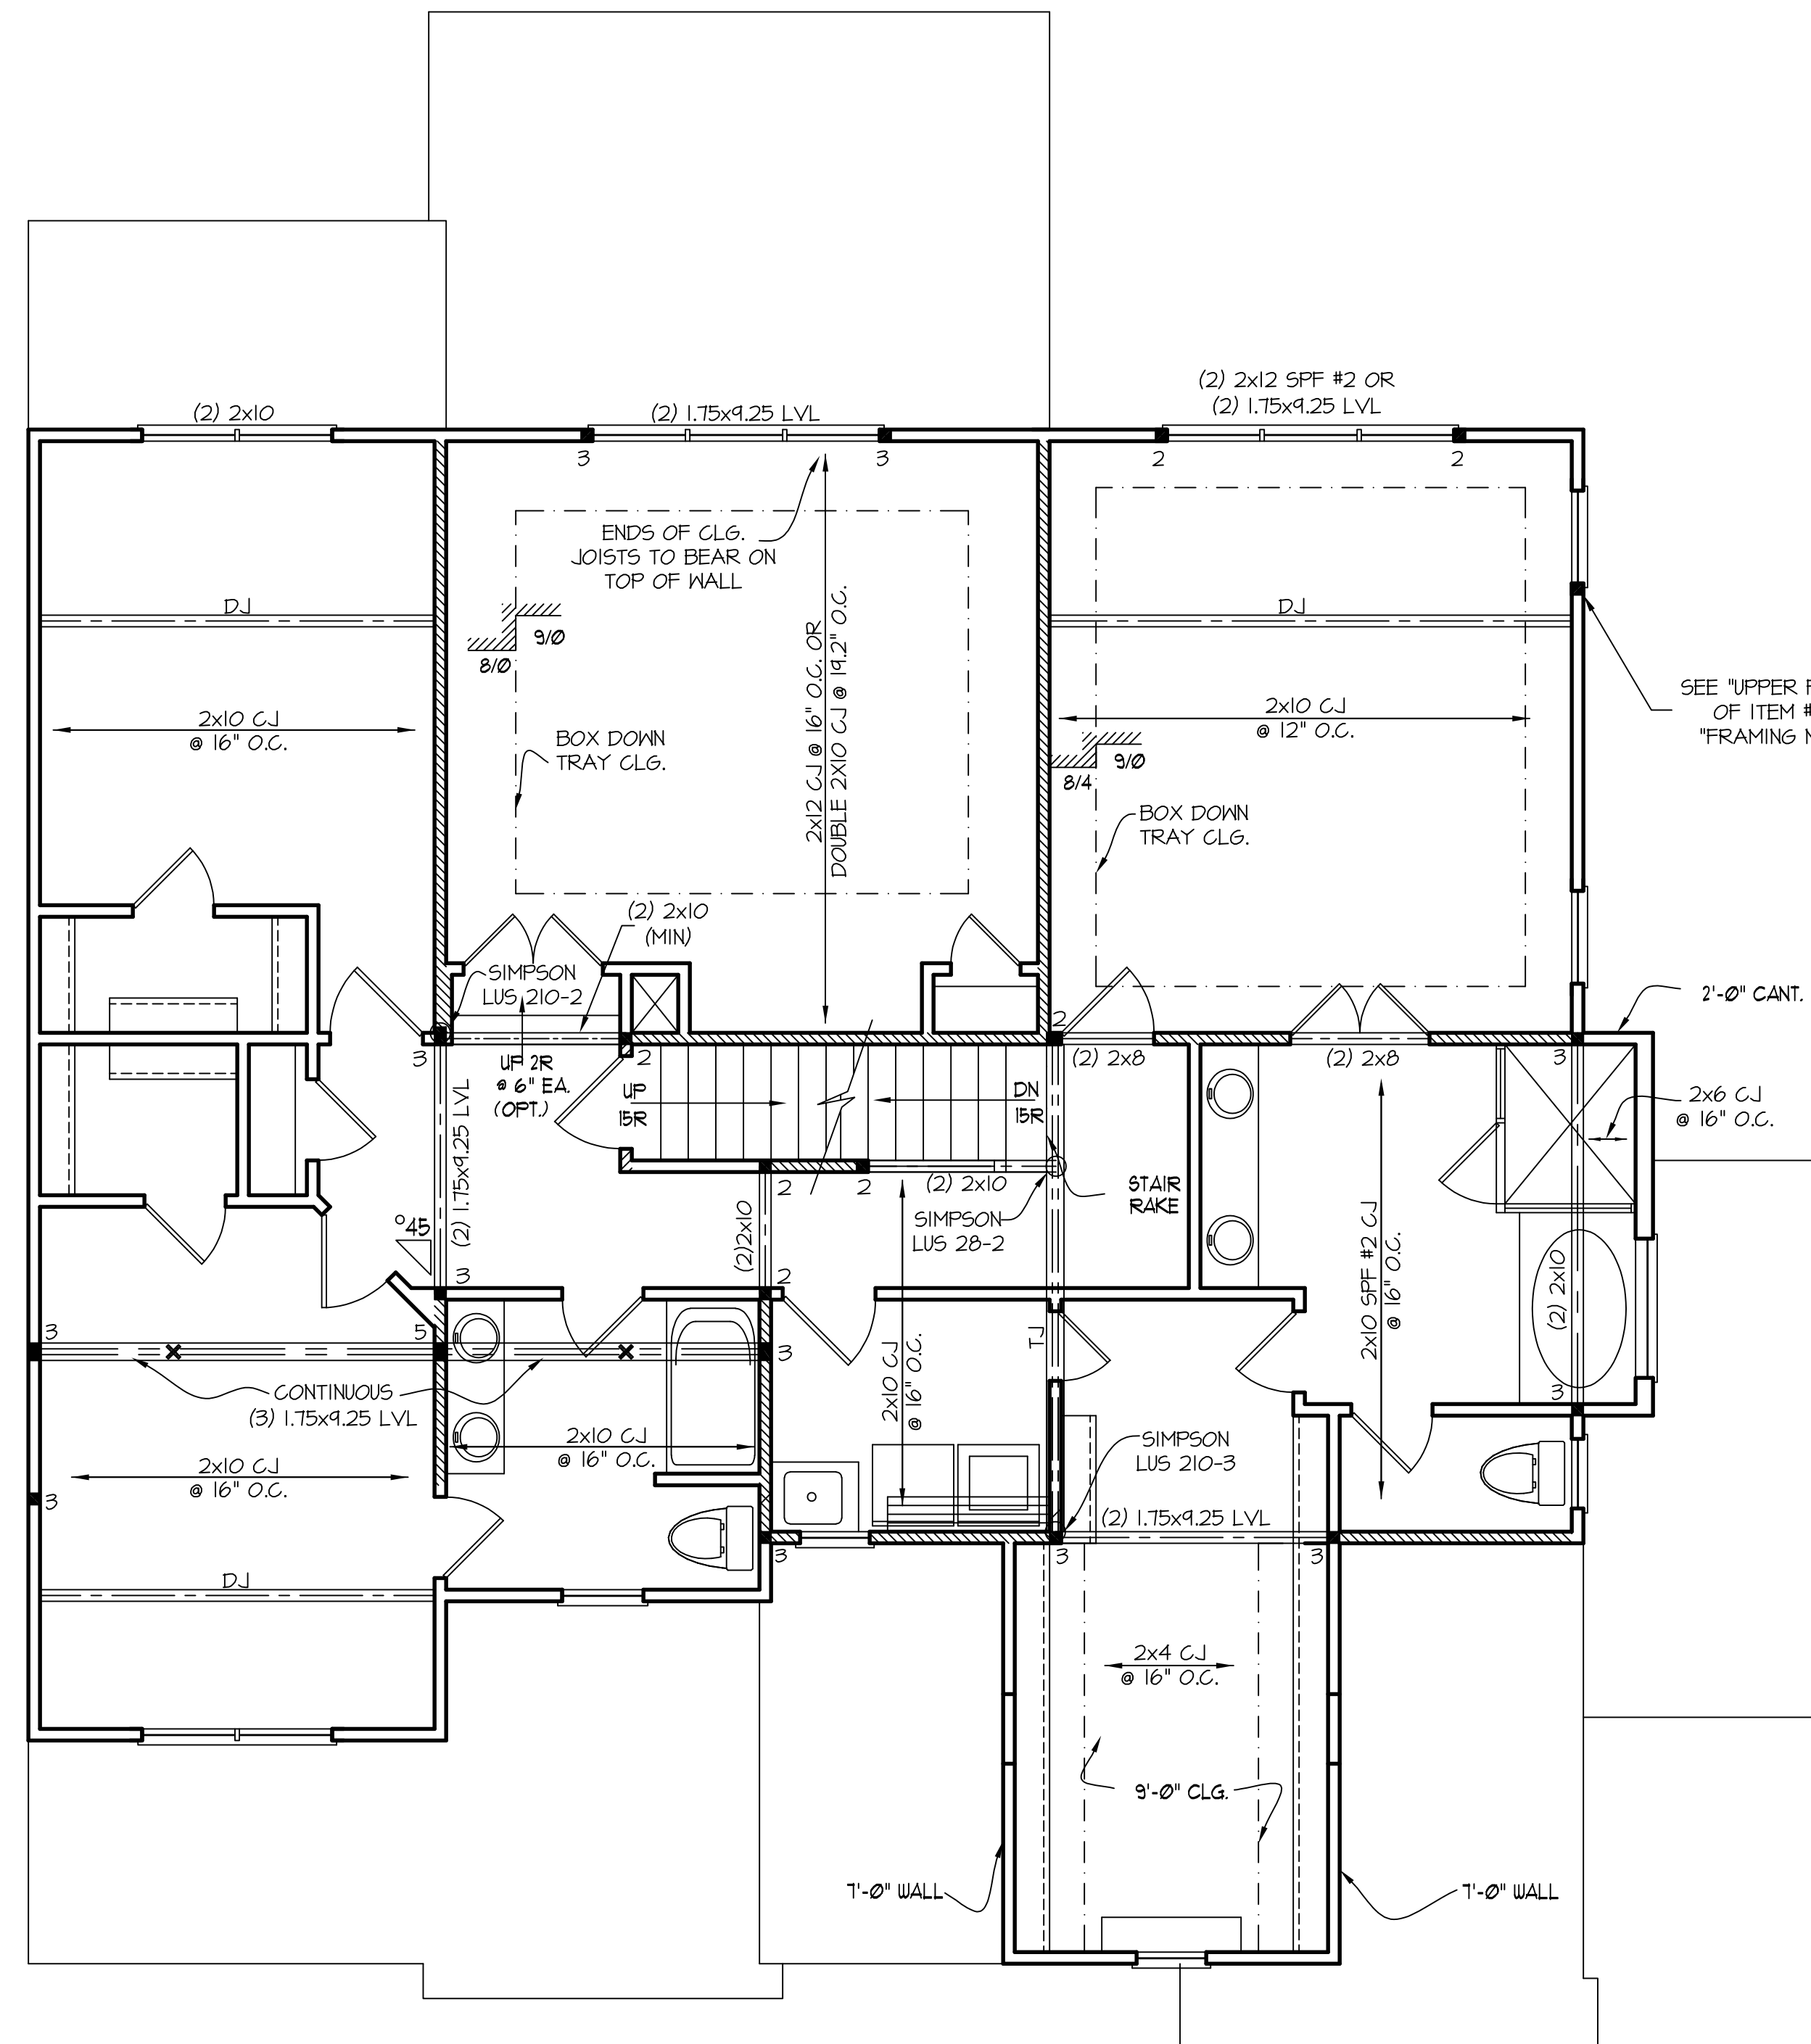 (2) 2x12 SPF #2 OR
(2) 1.75x9.25 LVL
(2) 2x10
(2) 1.75x9.25 LVL
3
3
2
2
ENDS OF CLG.
JOISTS TO BEAR ON
TOP OF WALL
DJ
DJ
9/Ø
8/Ø
2x12 CJ @ 16" O.C. OR
DOUBLE 2X10 CJ @ 19.2" O.C.
SEE "UPPER F
OF ITEM #
"FRAMING N
2x10 CJ
@ 16" O.C.
2x10 CJ
@ 12" O.C.
BOX DOWN
TRAY CLG.
9/Ø
8/4
BOX DOWN
TRAY CLG.
(2) 2x10
(MIN)
SIMPSON
LUS 210-2
2'-Ø" CANT.
3
2
2
(2) 2x8
(2) 2x8
3
UP 2R
@ 6" EA.
(OPT.)
UP
15R
DN
15R
2x6 CJ
@ 16" O.C.
(2) 1.75x9.25 LVL
2
2
(2) 2x10
STAIR
RAKE
SIMPSON
LUS 28-2
°45
(2)2x10
2x10 SPF #2 CJ
@ 16" O.C.
(2) 2x10
3
2
3
5
3
TJ
CONTINUOUS
(3) 1.75x9.25 LVL
2x10 CJ
@ 16" O.C.
3
2x10 CJ
@ 16" O.C.
2x10 CJ
@ 16" O.C.
SIMPSON
LUS 210-3
3
(2) 1.75x9.25 LVL
3
3
3
DJ
2x4 CJ
@ 16" O.C.
9'-Ø" CLG.
7'-Ø" WALL
7'-Ø" WALL